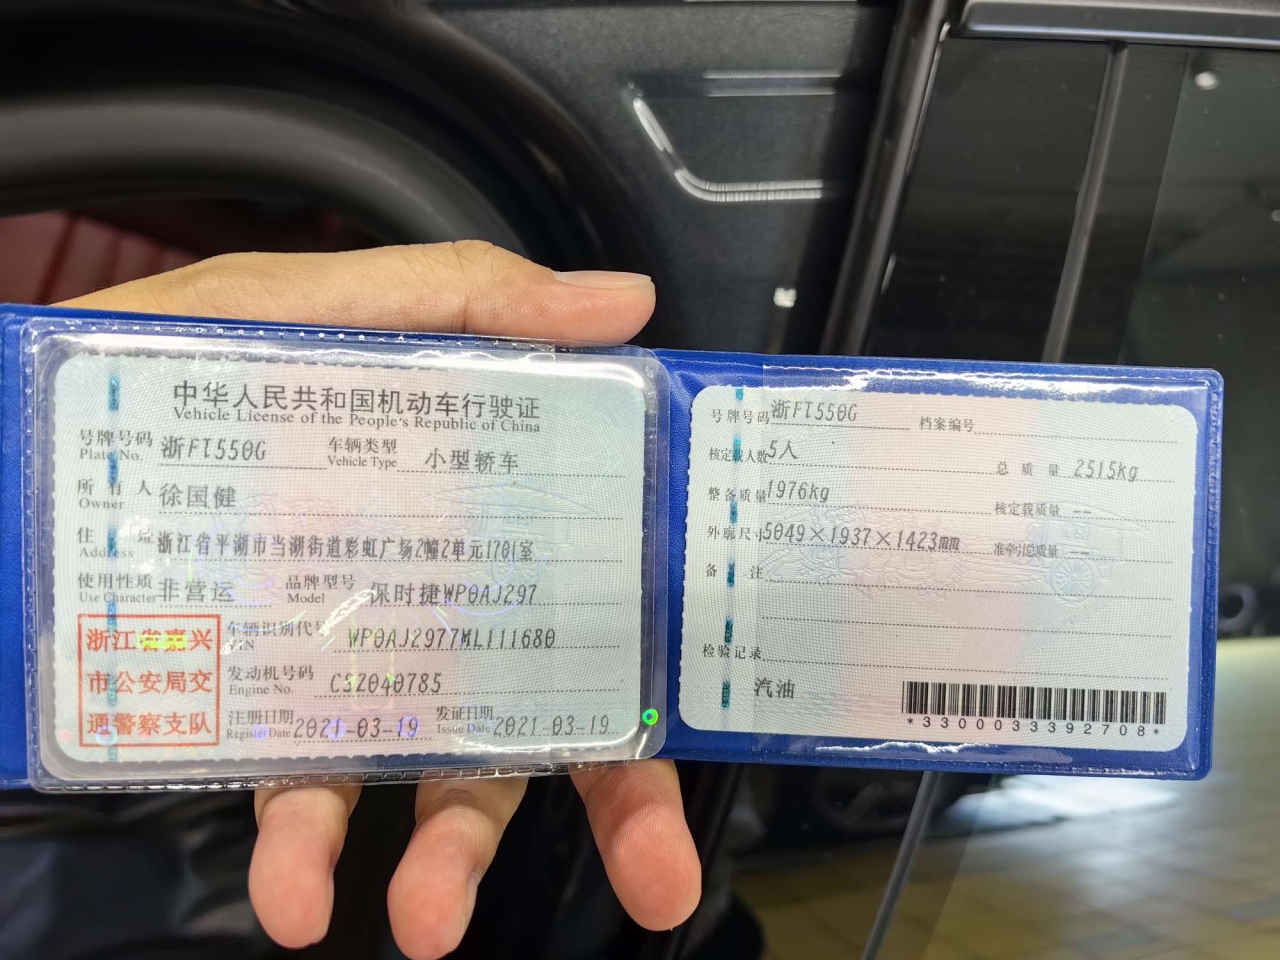 中华人民共和国机动车行驶证
Vehicle License of the People's Republic of China
号牌号码 浙FT550G 车辆类型 小型轿车
Plate No. Vehicle Type
所有人 徐国健
Owner
住址 浙江省平湖市当湖街道彩虹广场2幢2单元1701室
Address
使用性质 非营运 品牌型号 保时捷WP0AJ297
Use Character Model
浙江省嘉兴
市公安局交
通警察支队
车辆识别代号 WP0AJ2977ML111680
VIN
发动机号码 CSZ040785
Engine No.
注册日期 2021-03-19 发证日期 2021-03-19
Register Date Issue Date
号牌号码 浙FT550G 档案编号
核定载人数 5人 总质量 2515kg
整备质量 1976kg 核定载质量 --
外廓尺寸 5049×1937×1423mm 准牵引总质量 --
备注
检验记录
汽油
*3300033392708*